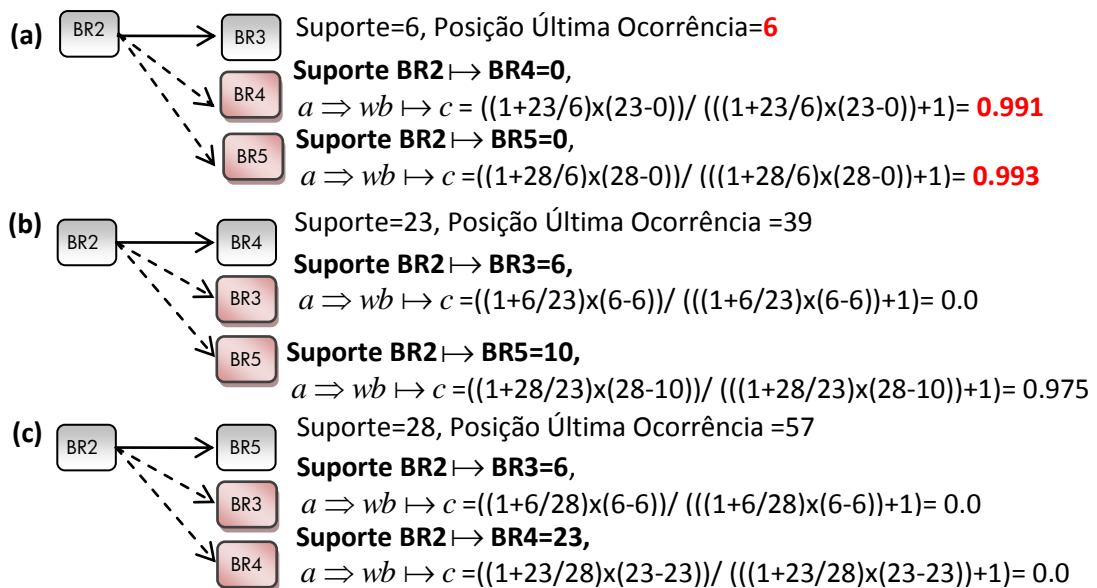 (a) BR2 BR3 Suporte=6, Posição Última Ocorrência=6
Suporte BR2 ↦ BR4=0,
BR4 a ⇒ wb ↦ c = ((1+23/6)x(23-0))/ (((1+23/6)x(23-0))+1)= 0.991
Suporte BR2 ↦ BR5=0,
BR5 a ⇒ wb ↦ c =((1+28/6)x(28-0))/ (((1+28/6)x(28-0))+1)= 0.993
(b) BR2 BR4 Suporte=23, Posição Última Ocorrência =39
Suporte BR2 ↦ BR3=6,
BR3 a ⇒ wb ↦ c =((1+6/23)x(6-6))/ (((1+6/23)x(6-6))+1)= 0.0
BR5 Suporte BR2 ↦ BR5=10,
a ⇒ wb ↦ c =((1+28/23)x(28-10))/ (((1+28/23)x(28-10))+1)= 0.975
(c) BR2 BR5 Suporte=28, Posição Última Ocorrência =57
Suporte BR2 ↦ BR3=6,
BR3 a ⇒ wb ↦ c =((1+6/28)x(6-6))/ (((1+6/28)x(6-6))+1)= 0.0
Suporte BR2 ↦ BR4=23,
BR4 a ⇒ wb ↦ c =((1+23/28)x(23-23))/ (((1+23/28)x(23-23))+1)= 0.0